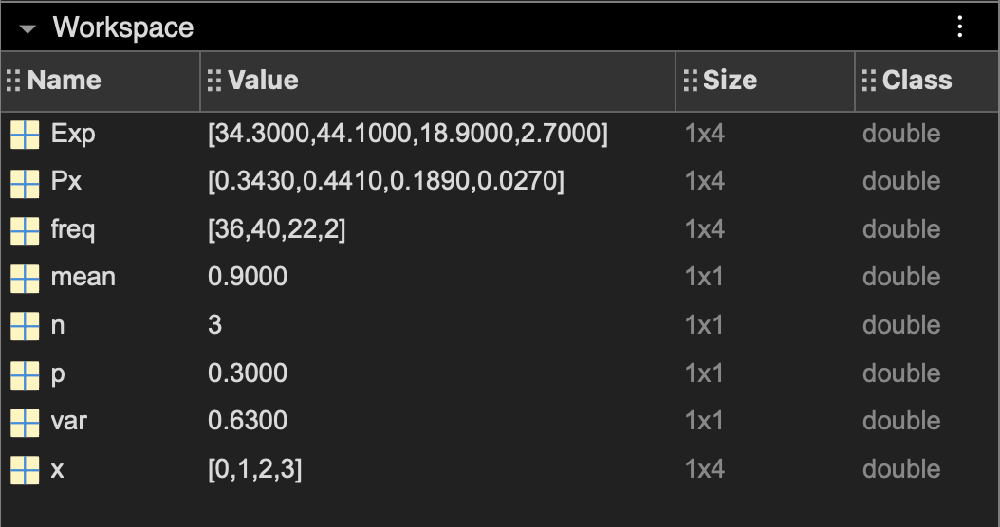 Workspace
Name Value Size Class
Exp [34.3000,44.1000,18.9000,2.7000] 1x4 double
Px [0.3430,0.4410,0.1890,0.0270] 1x4 double
freq [36,40,22,2] 1x4 double
mean 0.9000 1x1 double
n 3 1x1 double
p 0.3000 1x1 double
var 0.6300 1x1 double
x [0,1,2,3] 1x4 double